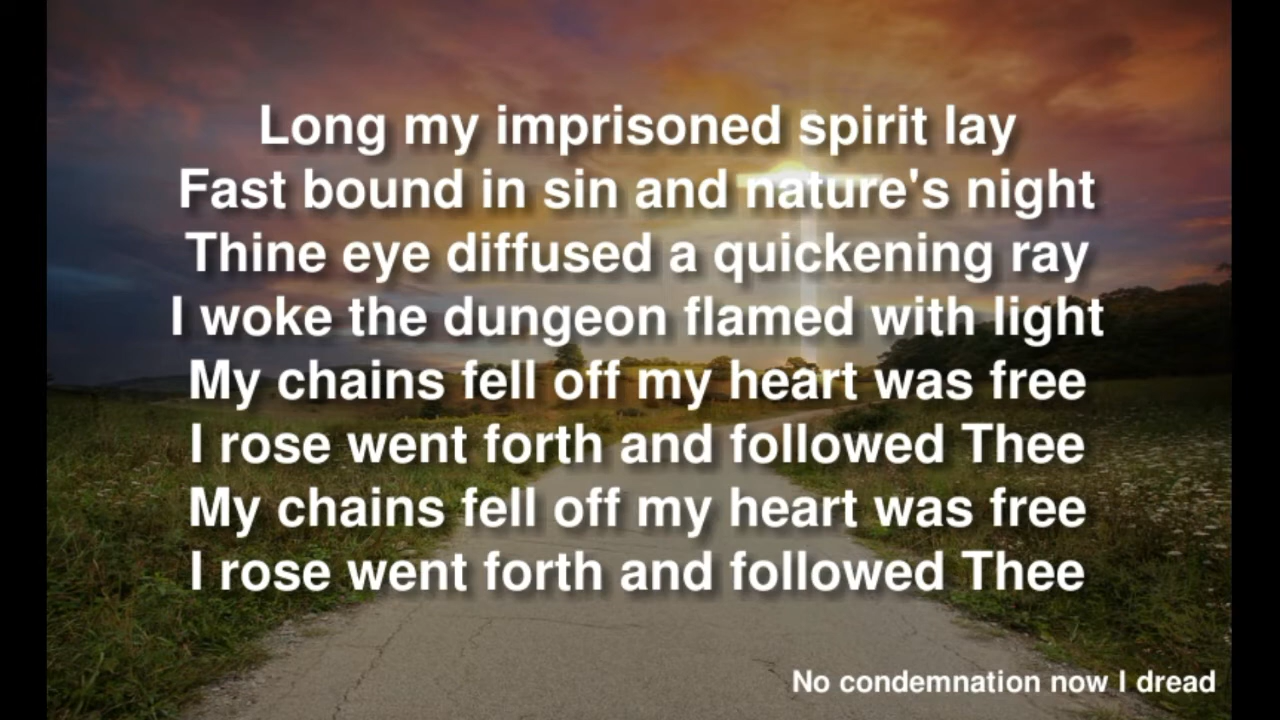 Long my imprisoned spirit lay
Fast bound in sin and nature's night
Thine eye diffused a quickening ray
I woke the dungeon flamed with light
My chains fell off my heart was free
I rose went forth and followed Thee
My chains fell off my heart was free
I rose went forth and followed Thee
No condemnation now I dread